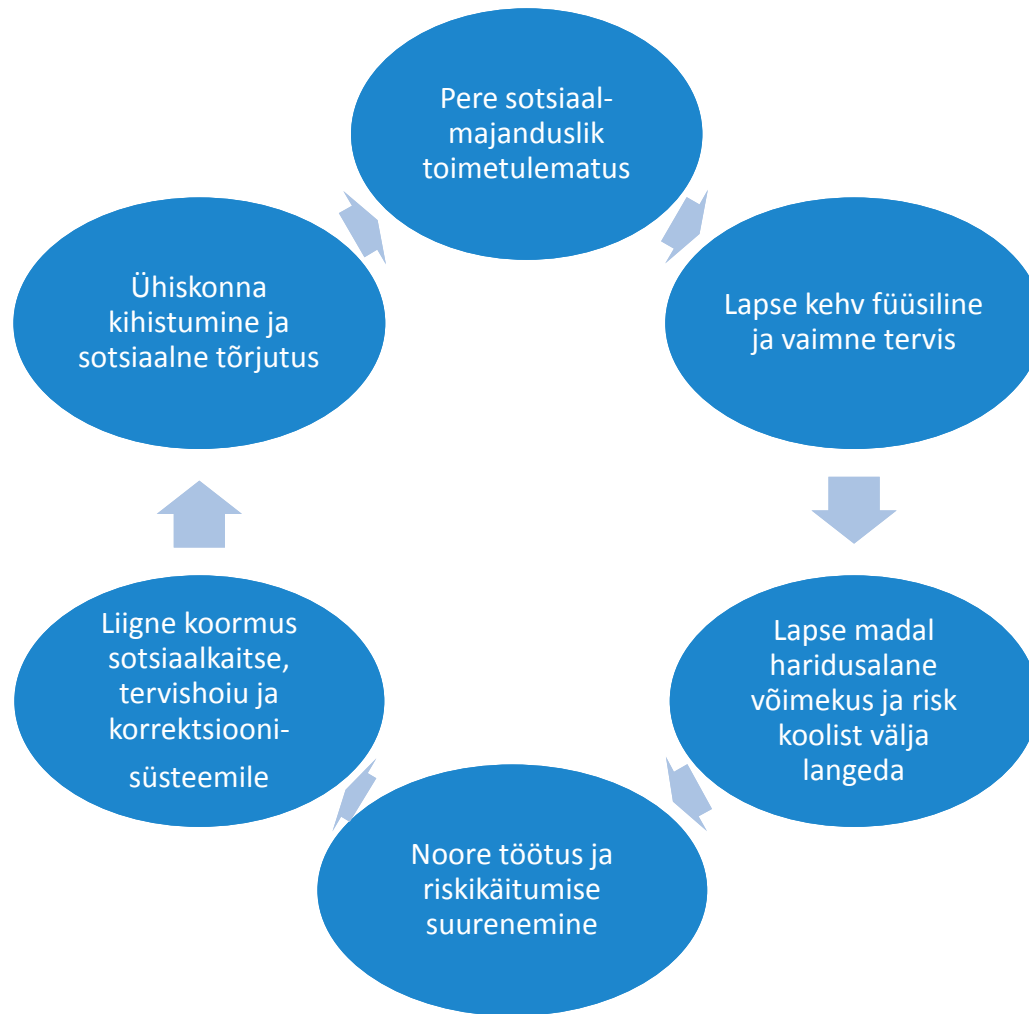 Pere sotsiaal-
majanduslik
toimetulematus
Lapse kehv füüsiline
ja vaimne tervis
Lapse madal
haridusalane
võimekus ja risk
koolist välja
langeda
Noore töötus ja
riskikäitumise
suurenemine
Liigne koormus
sotsiaalkaitse,
tervishoiu ja
korrektsiooni-
süsteemile
Ühiskonna
kihistumine ja
sotsiaalne tõrjutus